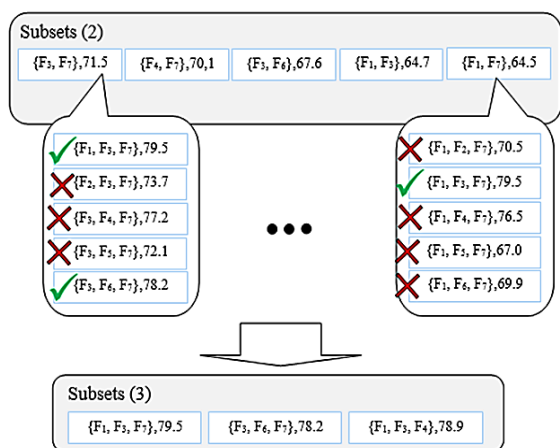 Subsets (2)
{F₃, F₇},71.5 {F₄, F₇},70,1 {F₃, F₆},67.6 {F₁, F₃},64.7 {F₁, F₇},64.5
{F₁, F₃, F₇},79.5
{F₂, F₃, F₇},73.7
{F₃, F₄, F₇},77.2
{F₃, F₅, F₇},72.1
{F₃, F₆, F₇},78.2
{F₁, F₂, F₇},70.5
{F₁, F₃, F₇},79.5
{F₁, F₄, F₇},76.5
{F₁, F₅, F₇},67.0
{F₁, F₆, F₇},69.9
Subsets (3)
{F₁, F₃, F₇},79.5 {F₃, F₆, F₇},78.2 {F₁, F₃, F₄},78.9